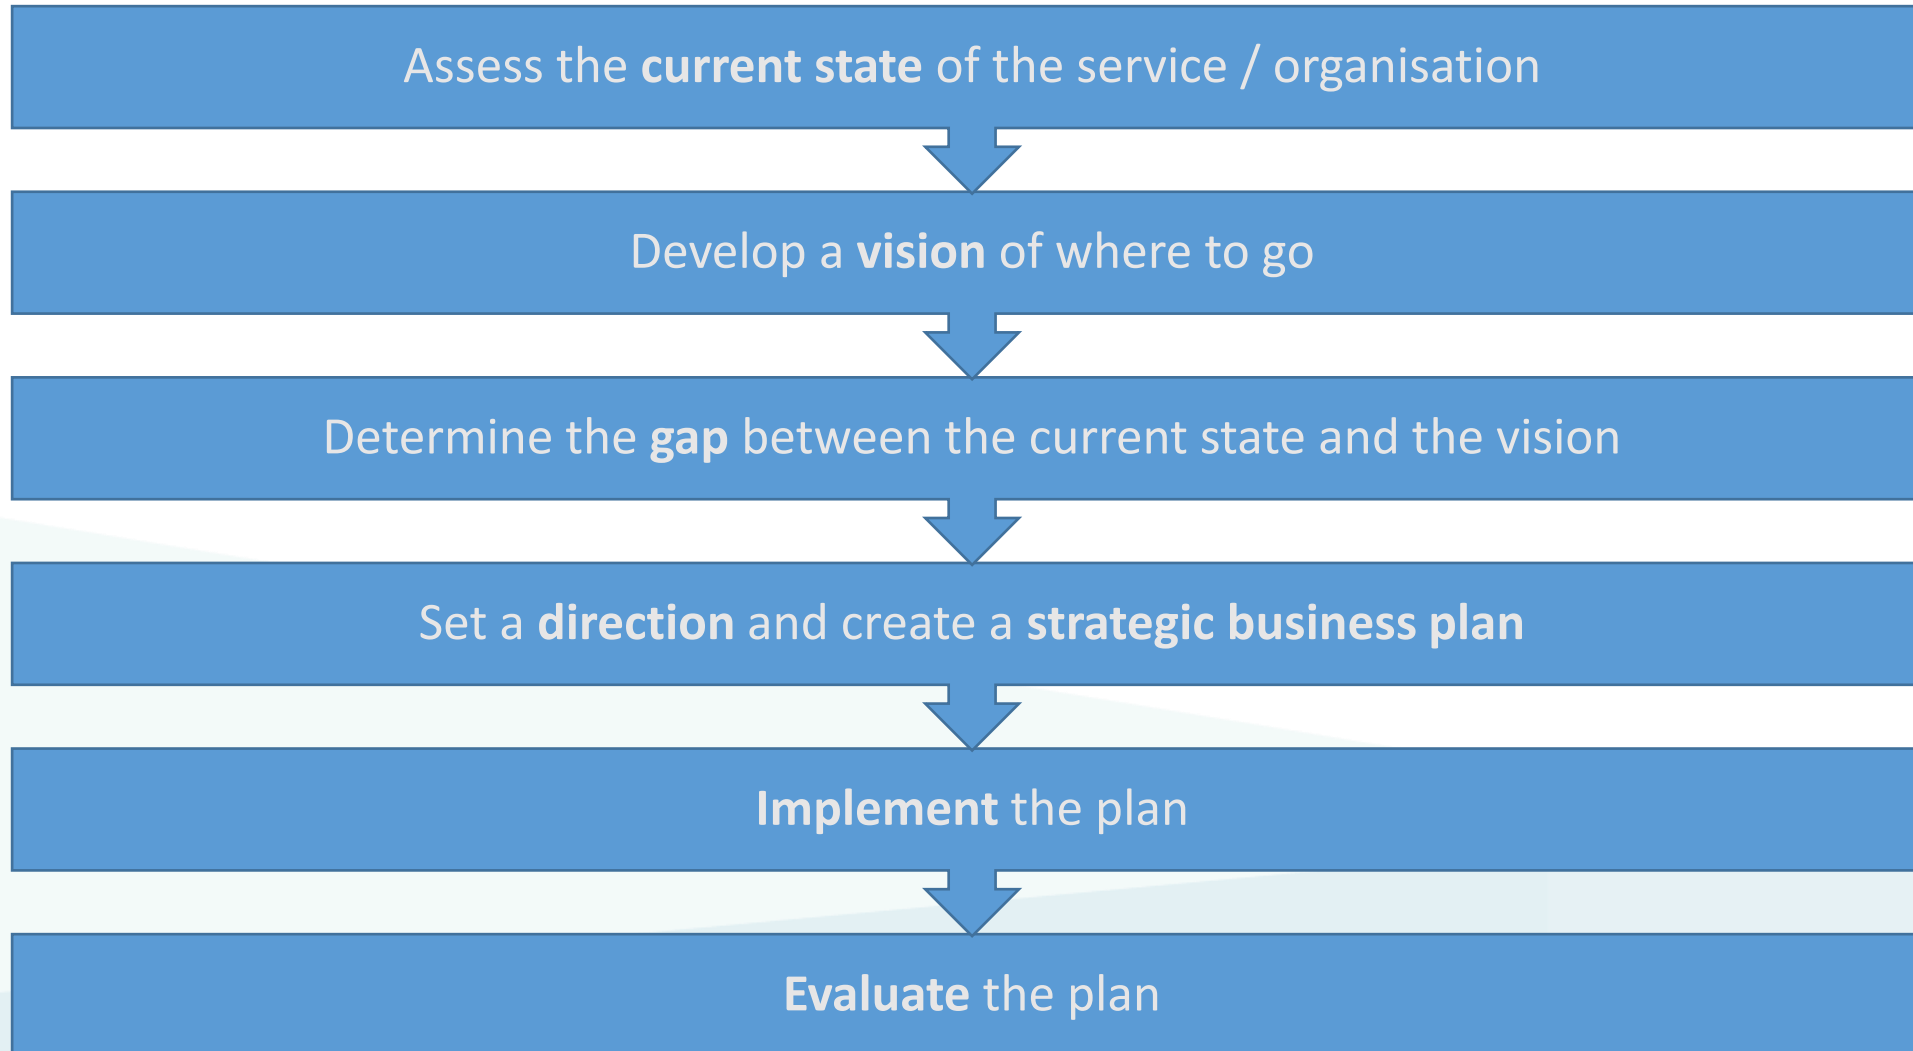 Assess the current state of the service / organisation
Develop a vision of where to go
Determine the gap between the current state and the vision
Set a direction and create a strategic business plan
Implement the plan
Evaluate the plan